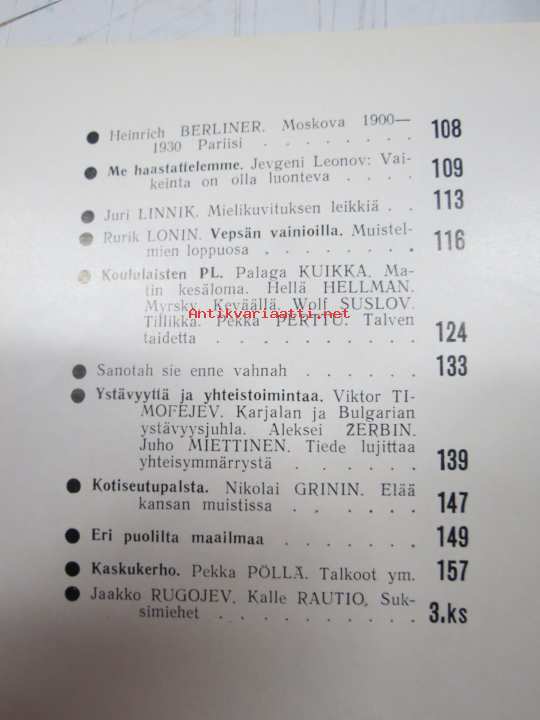 ● Heinrich BERLINER. Moskova 1900—
1930 Pariisi . . . . . . . 108
● Me haastattelemme. Jevgeni Leonov: Vai-
keinta on olla luonteva . . . . 109
● Juri LINNIK. Mielikuvituksen leikkiä . . 113
● Rurik LONIN. Vepsän vainioilla. Muistel-
mien loppuosa . . . . . . . 116
● Koululaisten PL. Palaga KUIKKA. Ma-
tin kesäloma. Hellä HELLMAN.
Myrsky. Keväällä. Wolf SUSLOV.
Antikvariaatti.net
Tillikka. Pekka PERTTU. Talven
taidetta . . . . . . . . . 124
● Sanotah sie enne vahnah . . . . . 133
● Ystävyyttä ja yhteistoimintaa. Viktor TI-
MOFEJEV. Karjalan ja Bulgarian
ystävyysjuhla. Aleksei ZERBIN.
Juho MIETTINEN. Tiede lujittaa
yhteisymmärrystä . . . . . . 139
● Kotiseutupalsta. Nikolai GRININ. Elää
kansan muistissa . . . . . . 147
● Eri puolilta maailmaa . . . . . . 149
● Kaskukerho. Pekka PÖLLÄ. Talkoot ym. 157
● Jaakko RUGOJEV. Kalle RAUTIO. Suk-
simiehet . . . . . . . . . 3.ks